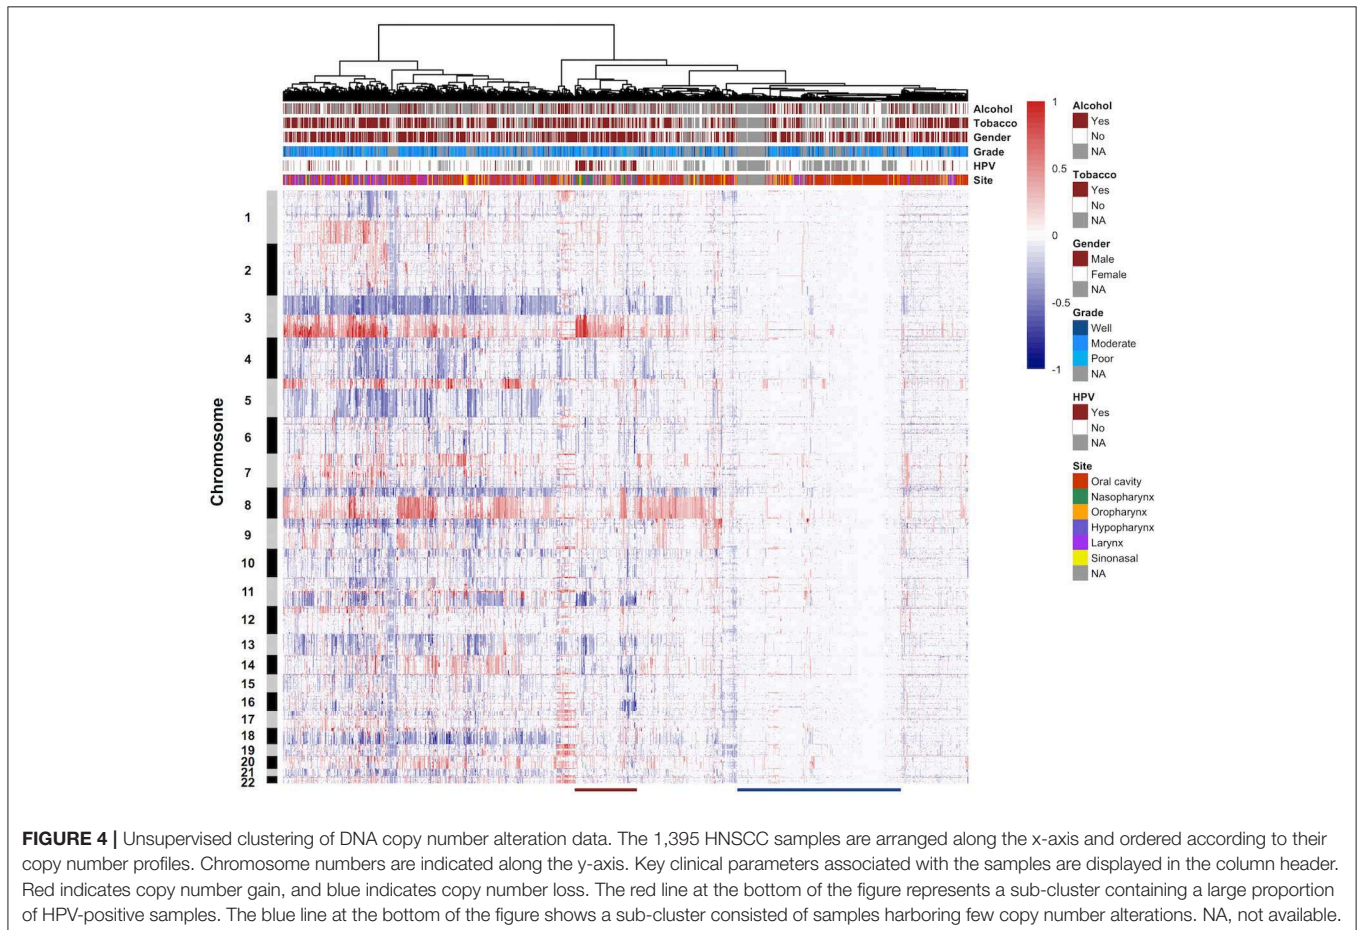 Alcohol
Tobacco
Gender
Grade
HPV
Site
1
0.5
0
-0.5
-1
Alcohol
Yes
No
NA
Tobacco
Yes
No
NA
Gender
Male
Female
NA
Grade
Well
Moderate
Poor
NA
HPV
Yes
No
NA
Site
Oral cavity
Nasopharynx
Oropharynx
Hypopharynx
Larynx
Sinonasal
NA
Chromosome
1
2
3
4
5
6
7
8
9
10
11
12
13
14
15
16
17
18
19
20
21
22
FIGURE 4 | Unsupervised clustering of DNA copy number alteration data. The 1,395 HNSCC samples are arranged along the x-axis and ordered according to their
copy number profiles. Chromosome numbers are indicated along the y-axis. Key clinical parameters associated with the samples are displayed in the column header.
Red indicates copy number gain, and blue indicates copy number loss. The red line at the bottom of the figure represents a sub-cluster containing a large proportion
of HPV-positive samples. The blue line at the bottom of the figure shows a sub-cluster consisted of samples harboring few copy number alterations. NA, not available.